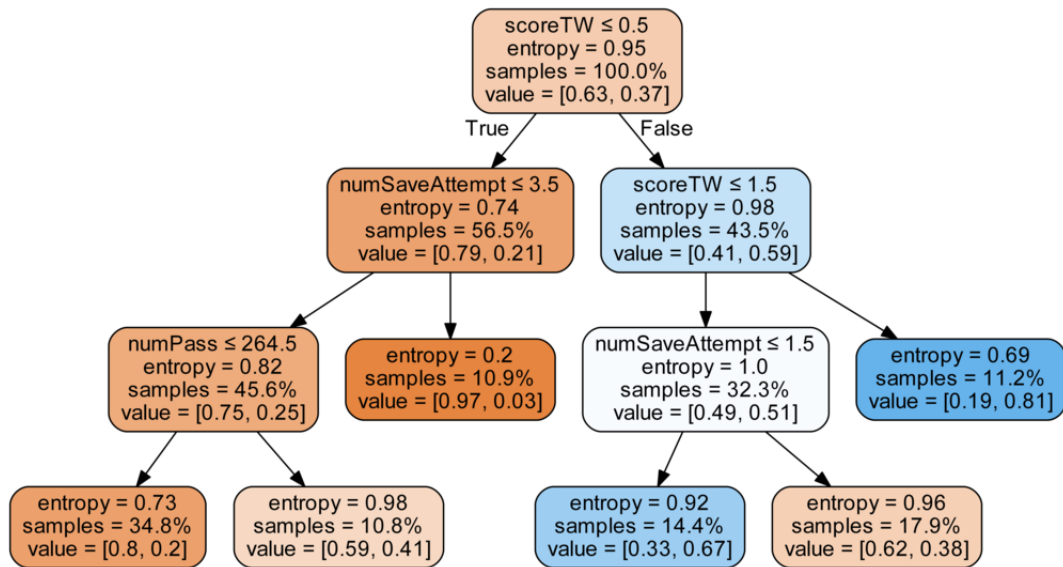 scoreTW ≤ 0.5
entropy = 0.95
samples = 100.0%
value = [0.63, 0.37]
True
False
numSaveAttempt ≤ 3.5
entropy = 0.74
samples = 56.5%
value = [0.79, 0.21]
scoreTW ≤ 1.5
entropy = 0.98
samples = 43.5%
value = [0.41, 0.59]
numPass ≤ 264.5
entropy = 0.82
samples = 45.6%
value = [0.75, 0.25]
entropy = 0.2
samples = 10.9%
value = [0.97, 0.03]
numSaveAttempt ≤ 1.5
entropy = 1.0
samples = 32.3%
value = [0.49, 0.51]
entropy = 0.69
samples = 11.2%
value = [0.19, 0.81]
entropy = 0.73
samples = 34.8%
value = [0.8, 0.2]
entropy = 0.98
samples = 10.8%
value = [0.59, 0.41]
entropy = 0.92
samples = 14.4%
value = [0.33, 0.67]
entropy = 0.96
samples = 17.9%
value = [0.62, 0.38]